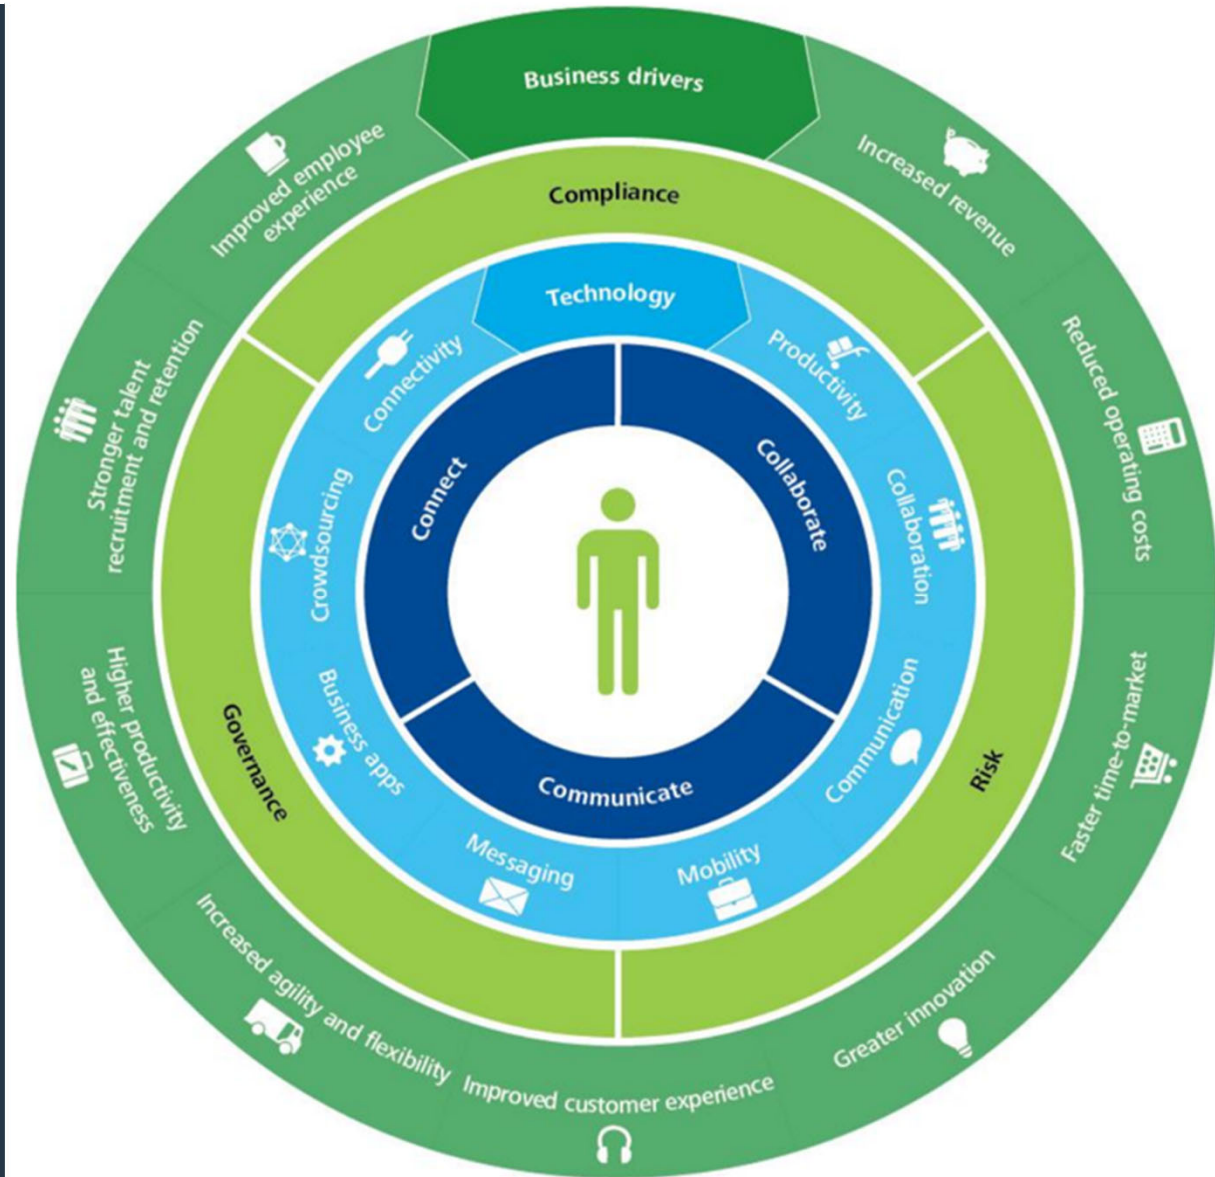 Business drivers
Increased revenue
Reduced operating costs
Faster time-to-market
Greater innovation
Improved customer experience
Increased agility and flexibility
Higher productivity
and effectiveness
Stronger talent
recruitment and retention
Improved employee
experience
Compliance
Risk
Governance
Technology
Productivity
Collaboration
Communication
Mobility
Messaging
Business apps
Crowdsourcing
Connectivity
Collaborate
Communicate
Connect